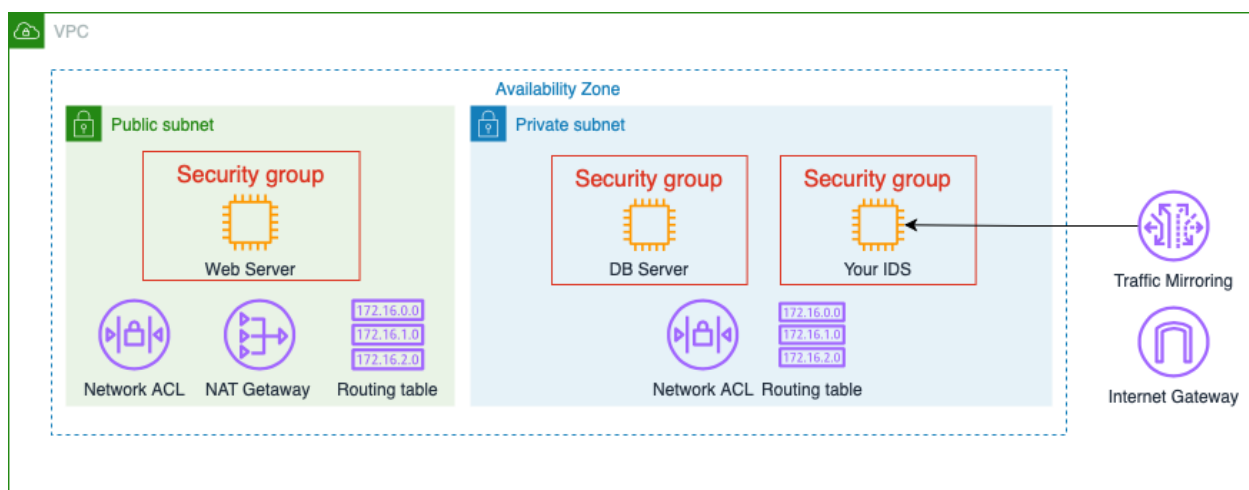 VPC
Availability Zone
Public subnet
Private subnet
Security group
Web Server
Security group
DB Server
Security group
Your IDS
Traffic Mirroring
Network ACL
NAT Getaway
172.16.0.0
172.16.1.0
172.16.2.0
Routing table
Network ACL
172.16.0.0
172.16.1.0
172.16.2.0
Routing table
Internet Gateway